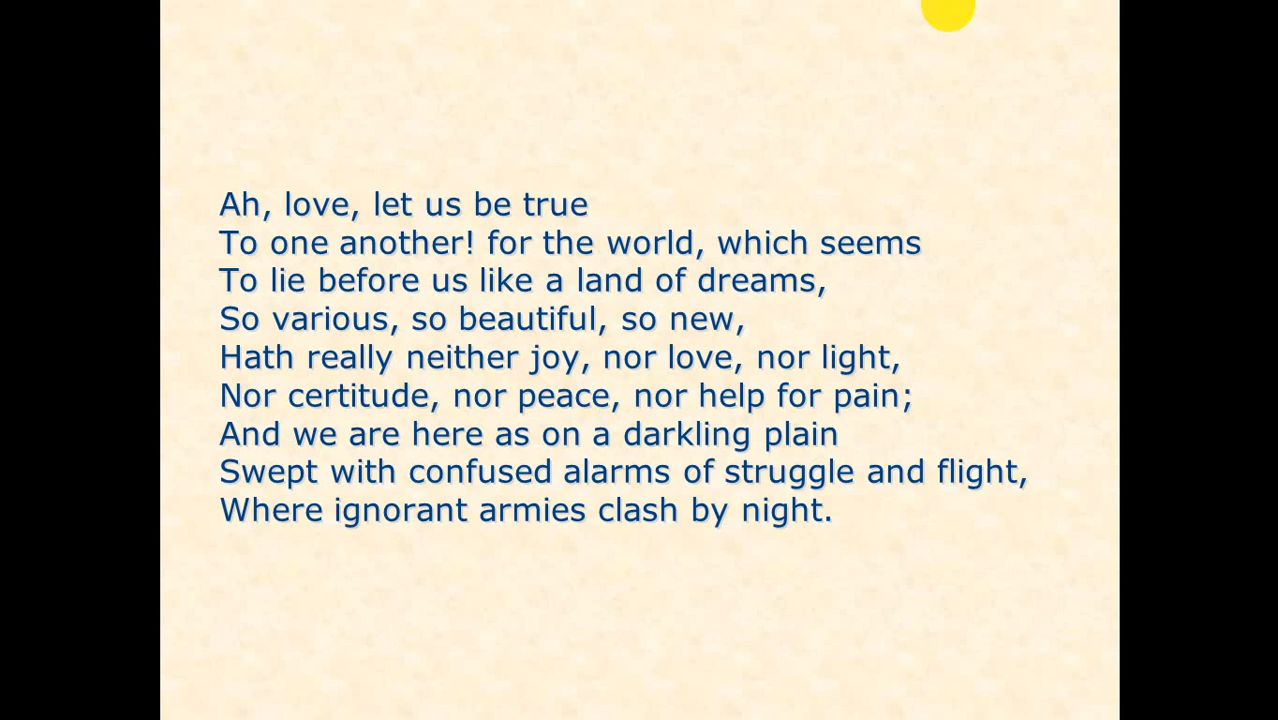 Ah, love, let us be true
To one another! for the world, which seems
To lie before us like a land of dreams,
So various, so beautiful, so new,
Hath really neither joy, nor love, nor light,
Nor certitude, nor peace, nor help for pain;
And we are here as on a darkling plain
Swept with confused alarms of struggle and flight,
Where ignorant armies clash by night.